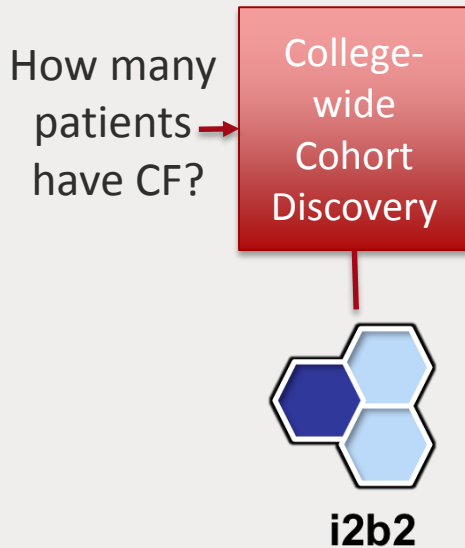 How many
patients
have CF?
College-
wide
Cohort
Discovery
i2b2